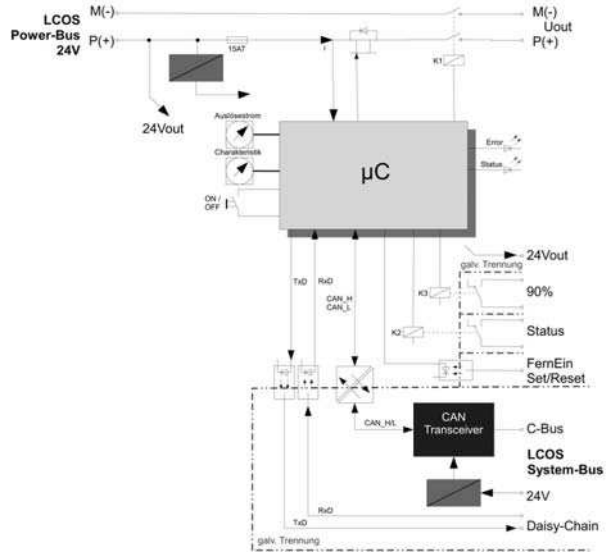 LCOS
Power-Bus
24V
M(-)
P(+)
M(-)
Uout
P(+)
15AT
i
K1
24Vout
Auslösestrom
Charakteristik
ON /
OFF
µC
Error
Status
24Vout
galv. Trennung
TxD
RxD
CAN_H
CAN_L
K3
90%
K2
Status
FernEin
Set/Reset
CAN_H/L
CAN
Transceiver
C-Bus
LCOS
System-Bus
24V
RxD
TxD
Daisy-Chain
galv. Trennung